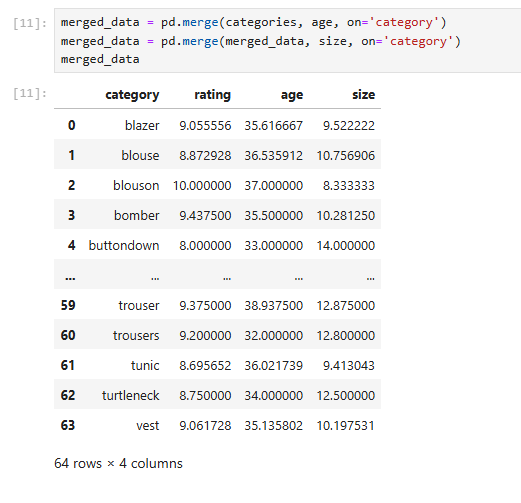 [11]: merged_data = pd.merge(categories, age, on='category')
merged_data = pd.merge(merged_data, size, on='category')
merged_data
[11]:
category rating age size
0 blazer 9.055556 35.616667 9.522222
1 blouse 8.872928 36.535912 10.756906
2 blouson 10.000000 37.000000 8.333333
3 bomber 9.437500 35.500000 10.281250
4 buttondown 8.000000 33.000000 14.000000
... ... ... ... ...
59 trouser 9.375000 38.937500 12.875000
60 trousers 9.200000 32.000000 12.800000
61 tunic 8.695652 36.021739 9.413043
62 turtleneck 8.750000 34.000000 12.500000
63 vest 9.061728 35.135802 10.197531
64 rows × 4 columns